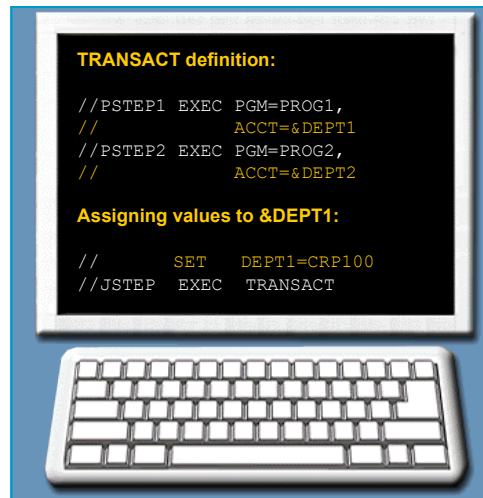 TRANSACT definition:
//PSTEP1 EXEC PGM=PROG1,
// ACCT=&DEPT1
//PSTEP2 EXEC PGM=PROG2,
// ACCT=&DEPT2
Assigning values to &DEPT1:
// SET DEPT1=CRP100
//JSTEP EXEC TRANSACT